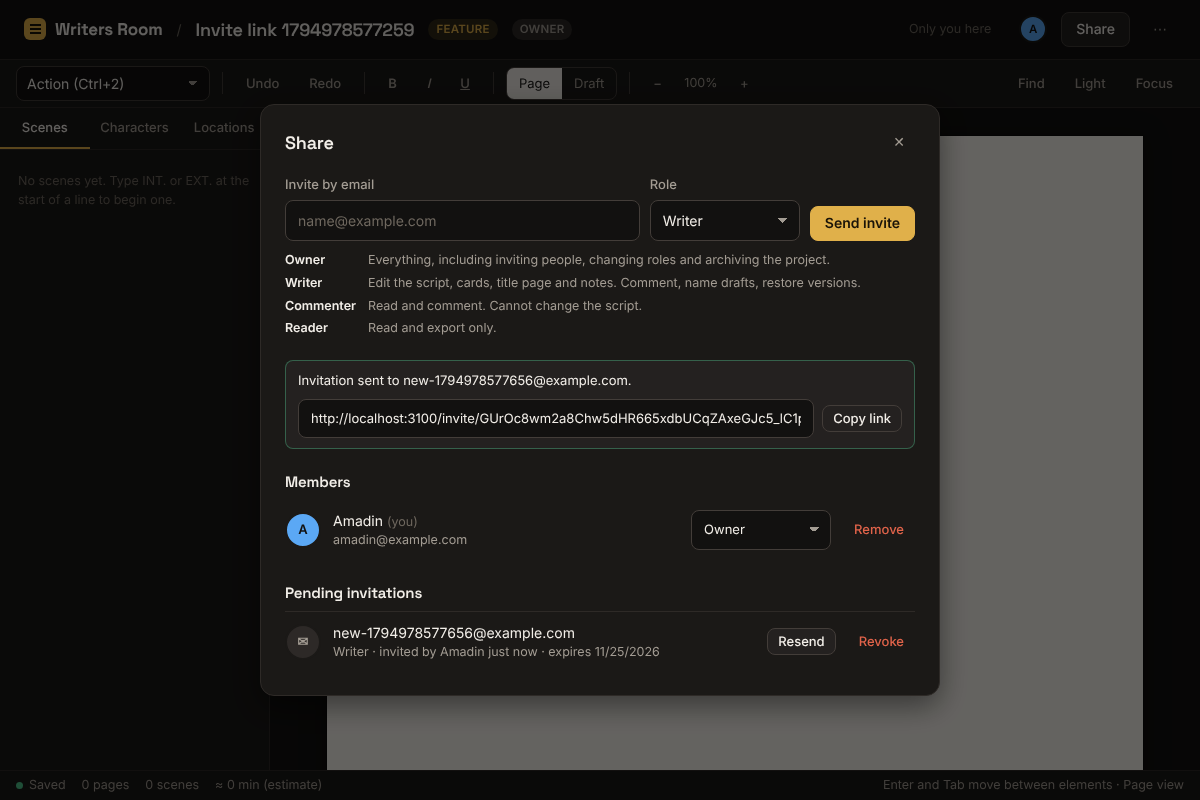 Writers Room / Invite link 1794978577259 FEATURE OWNER Only you here A Share ···
Action (Ctrl+2) Undo Redo B I U Page Draft − 100% + Find Light Focus
Scenes Characters Locations
No scenes yet. Type INT. or EXT. at the
start of a line to begin one.
Share ×
Invite by email Role
name@example.com Writer Send invite
Owner Everything, including inviting people, changing roles and archiving the project.
Writer Edit the script, cards, title page and notes. Comment, name drafts, restore versions.
Commenter Read and comment. Cannot change the script.
Reader Read and export only.
Invitation sent to new-1794978577656@example.com.
http://localhost:3100/invite/GUrOc8wm2a8Chw5dHR665xdbUCqZAxeGJc5_lC1p Copy link
Members
A Amadin (you) Owner Remove
amadin@example.com
Pending invitations
new-1794978577656@example.com Resend Revoke
Writer · invited by Amadin just now · expires 11/25/2026
Saved 0 pages 0 scenes ≈ 0 min (estimate) Enter and Tab move between elements · Page view